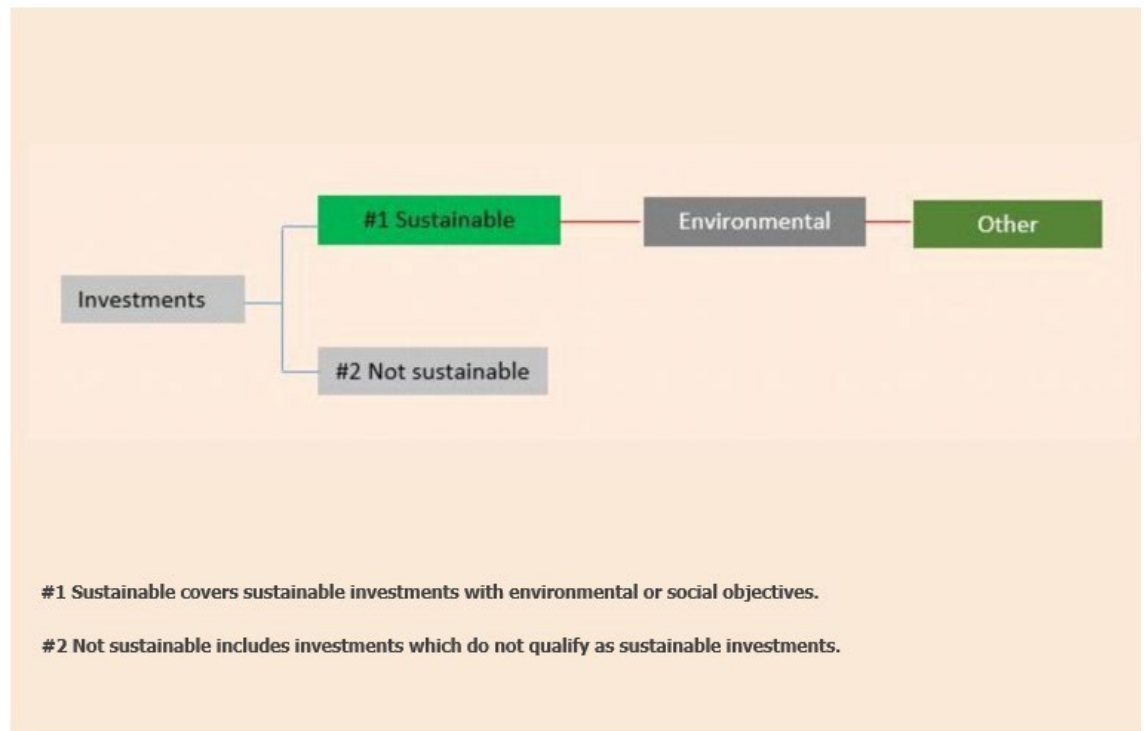 #1 Sustainable
Environmental
Other
Investments
#2 Not sustainable
#1 Sustainable covers sustainable investments with environmental or social objectives.
#2 Not sustainable includes investments which do not qualify as sustainable investments.